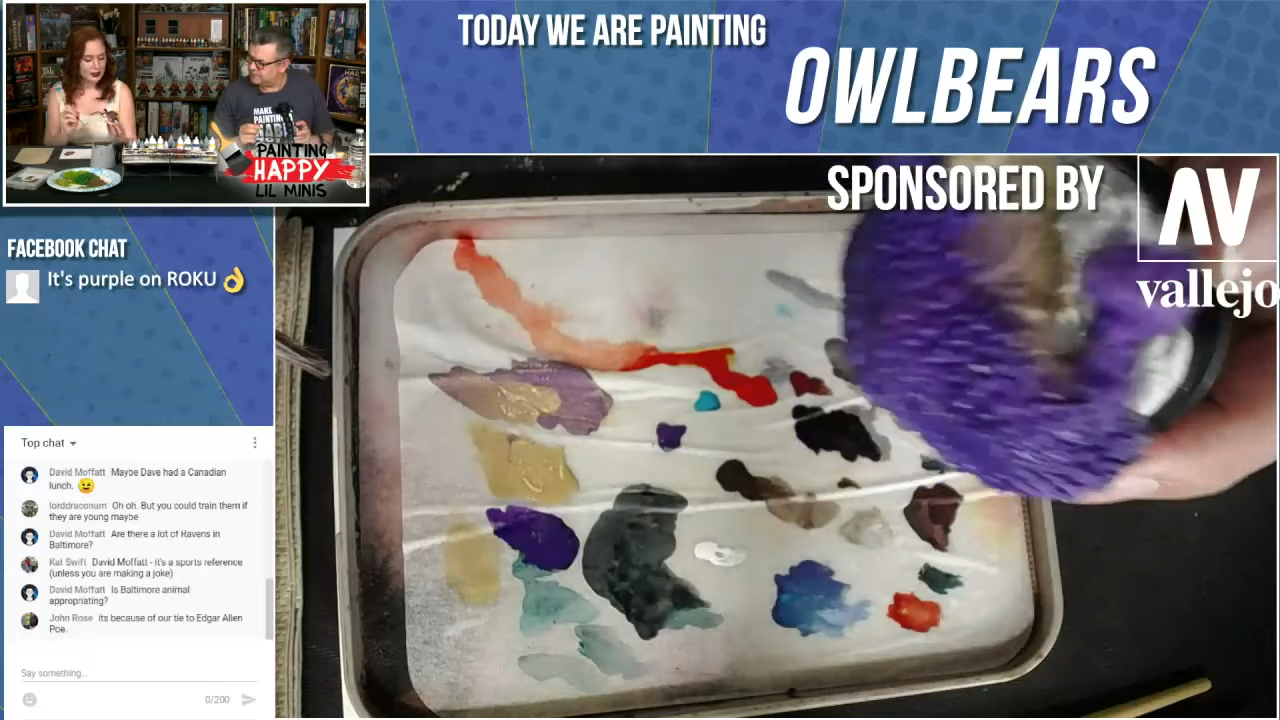 TODAY WE ARE PAINTING
OWLBEARS
SPONSORED BY
AV
vallejo
MAKE
PAINTING
PAINTING
HAPPY
LIL MINIS
FACEBOOK CHAT
It's purple on ROKU 👌
Top chat
David Moffatt Maybe Dave had a Canadian
lunch. 😉
lorddraconum Oh oh. But you could train them if
they are young maybe
David Moffatt Are there a lot of Ravens in
Baltimore?
Kat Swift David Moffatt - it's a sports reference
(unless you are making a joke)
David Moffatt Is Baltimore animal
appropriating?
John Rose its because of our tie to Edgar Allen
Poe.
Say something...
0/200